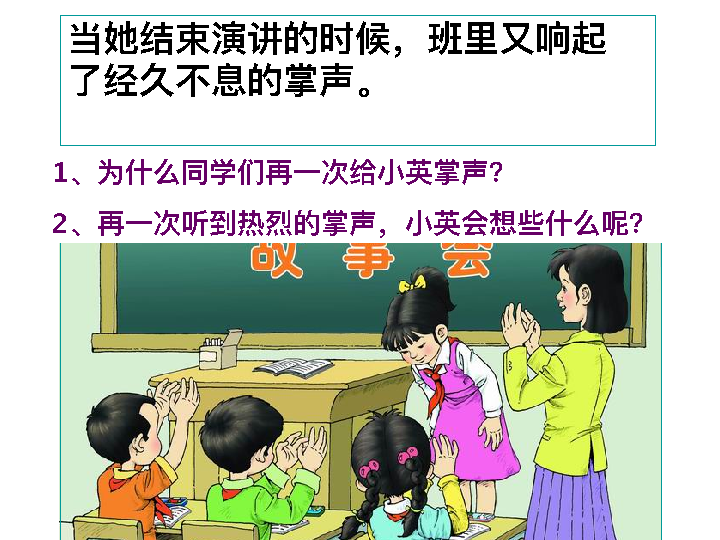 当她结束演讲的时候，班里又响起
了经久不息的掌声。
1、为什么同学们再一次给小英掌声?
2、再一次听到热烈的掌声，小英会想些什么呢?
故事会